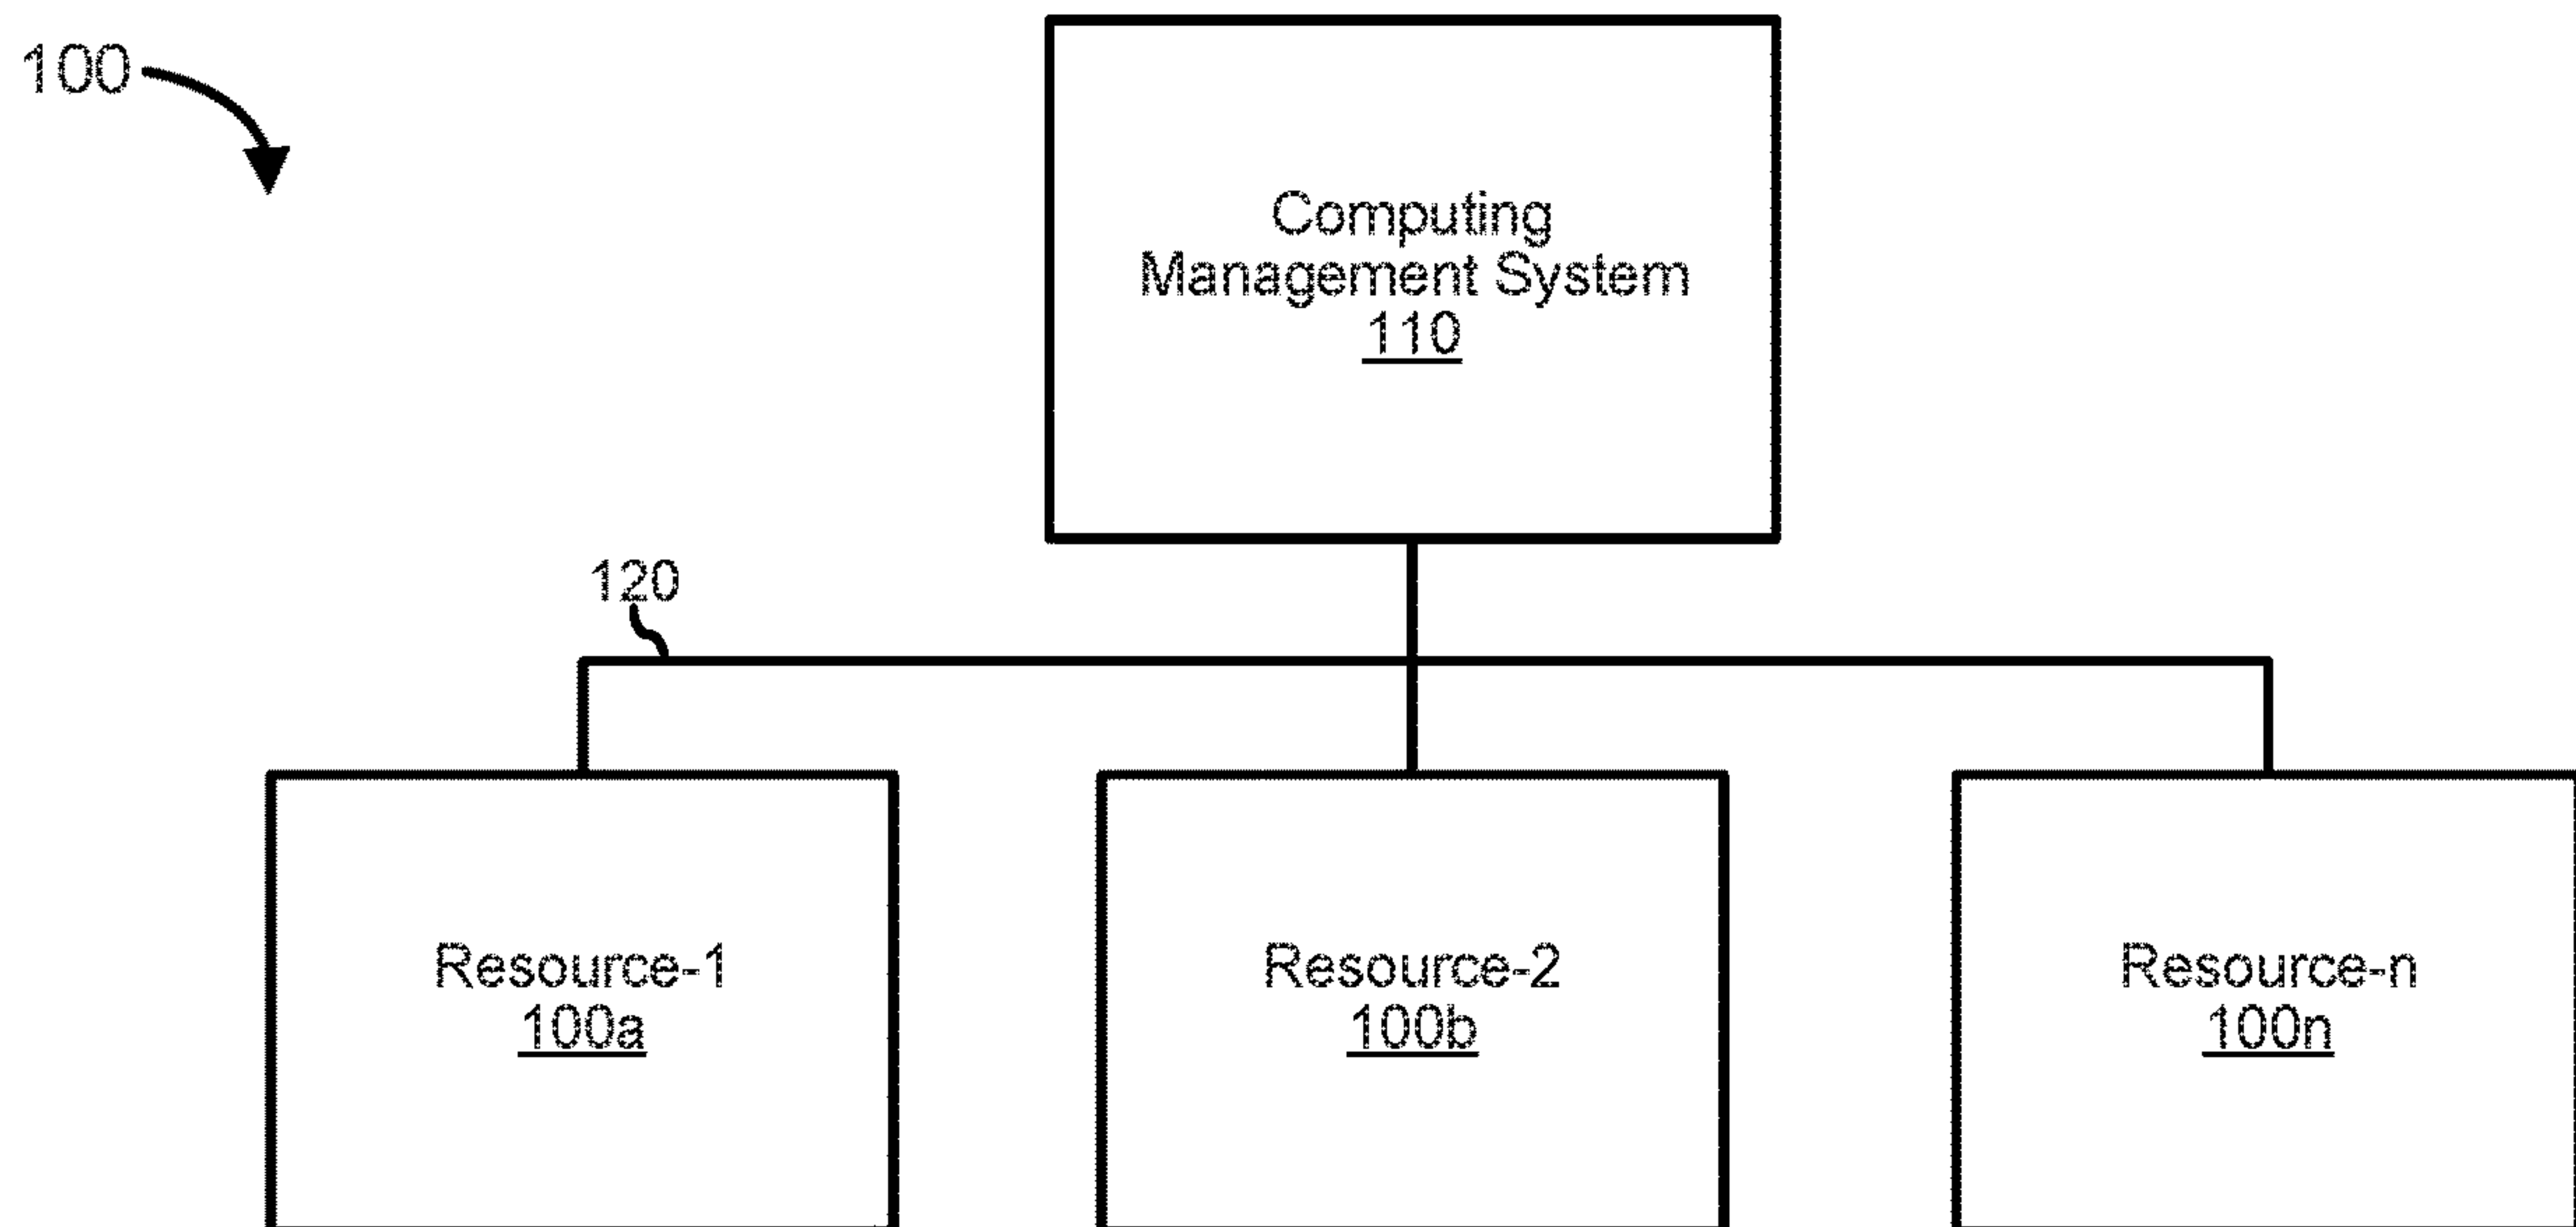 100
Computing
Management System
110
120
Resource-1
100a
Resource-2
100b
Resource-n
100n